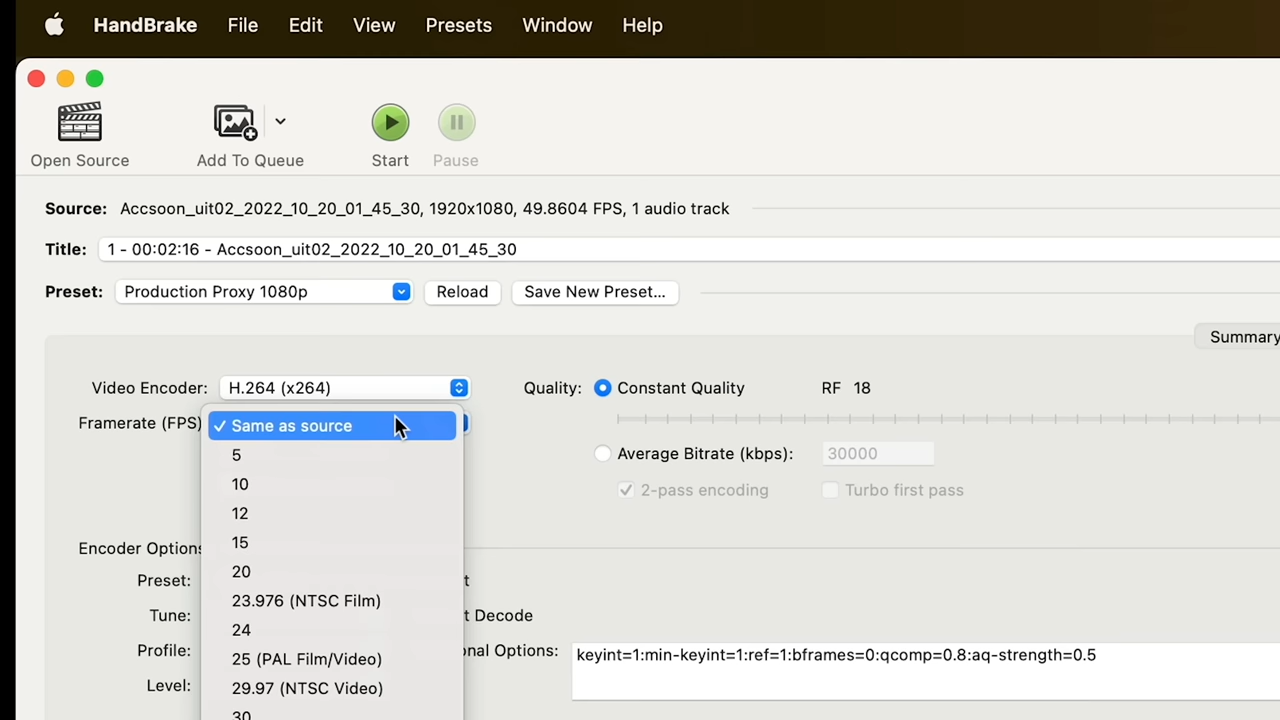 HandBrake File Edit View Presets Window Help
Open Source Add To Queue Start Pause
Source: Accsoon_uit02_2022_10_20_01_45_30, 1920x1080, 49.8604 FPS, 1 audio track
Title: 1 - 00:02:16 - Accsoon_uit02_2022_10_20_01_45_30
Preset: Production Proxy 1080p Reload Save New Preset...
Summary
Video Encoder: H.264 (x264) Quality: Constant Quality RF 18
Framerate (FPS) ✓ Same as source
5 Average Bitrate (kbps): 30000
10 2-pass encoding Turbo first pass
12
15
Encoder Options
20
Preset:
23.976 (NTSC Film)
Tune: t Decode
24
Profile: onal Options: keyint=1:min-keyint=1:ref=1:bframes=0:qcomp=0.8:aq-strength=0.5
25 (PAL Film/Video)
Level: 29.97 (NTSC Video)
30